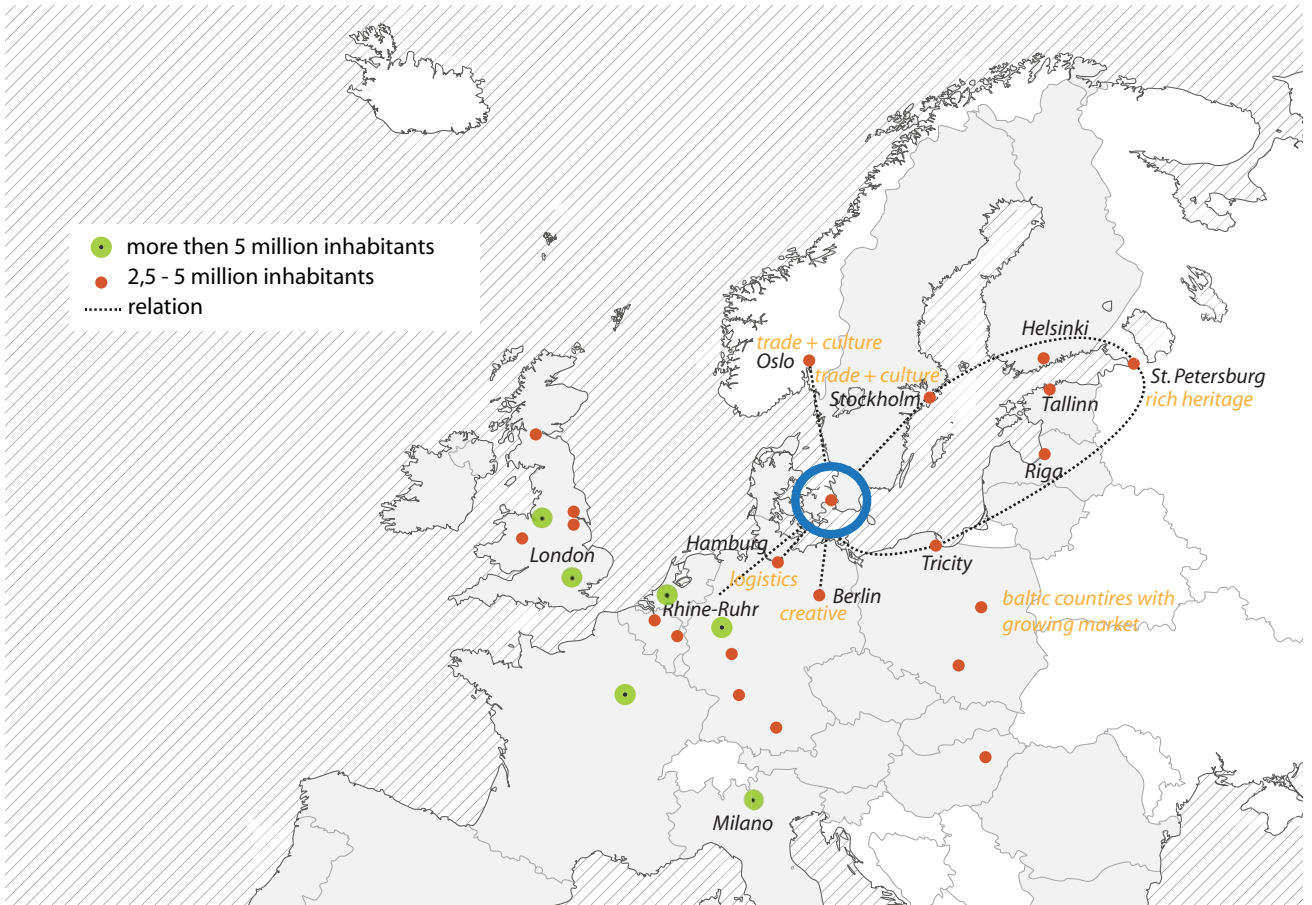 more then 5 million inhabitants
2,5 - 5 million inhabitants
relation
Helsinki
trade + culture
Oslo
trade + culture
St. Petersburg
Stockholm
Tallinn
rich heritage
Riga
Hamburg
London
Tricity
logistics
Rhine-Ruhr
creative
Berlin
baltic countires with
growing market
Milano